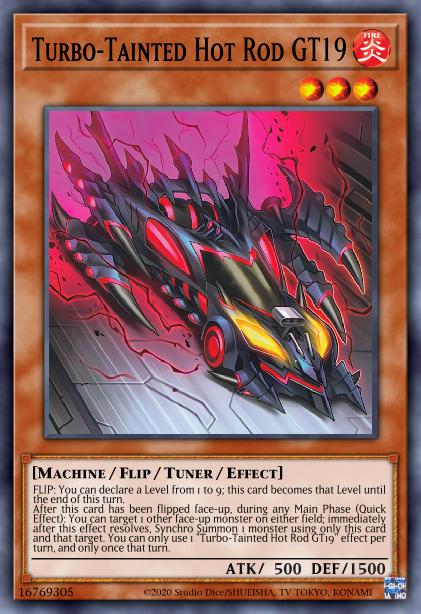 TURBO-TAINTED HOT ROD GT19
FIRE
炎
[MACHINE / FLIP / TUNER / EFFECT]
FLIP: You can declare a Level from 1 to 9; this card becomes that Level until
the end of this turn.
After this card has been flipped face-up, during any Main Phase (Quick
Effect): You can target 1 other face-up monster on either field; immediately
after this effect resolves, Synchro Summon 1 monster using only this card
and that target. You can only use 1 "Turbo-Tainted Hot Rod GT19" effect per
turn, and only once that turn.
ATK/ 500 DEF/1500
16769305
©2020 Studio Dice/SHUEISHA, TV TOKYO, KONAMI